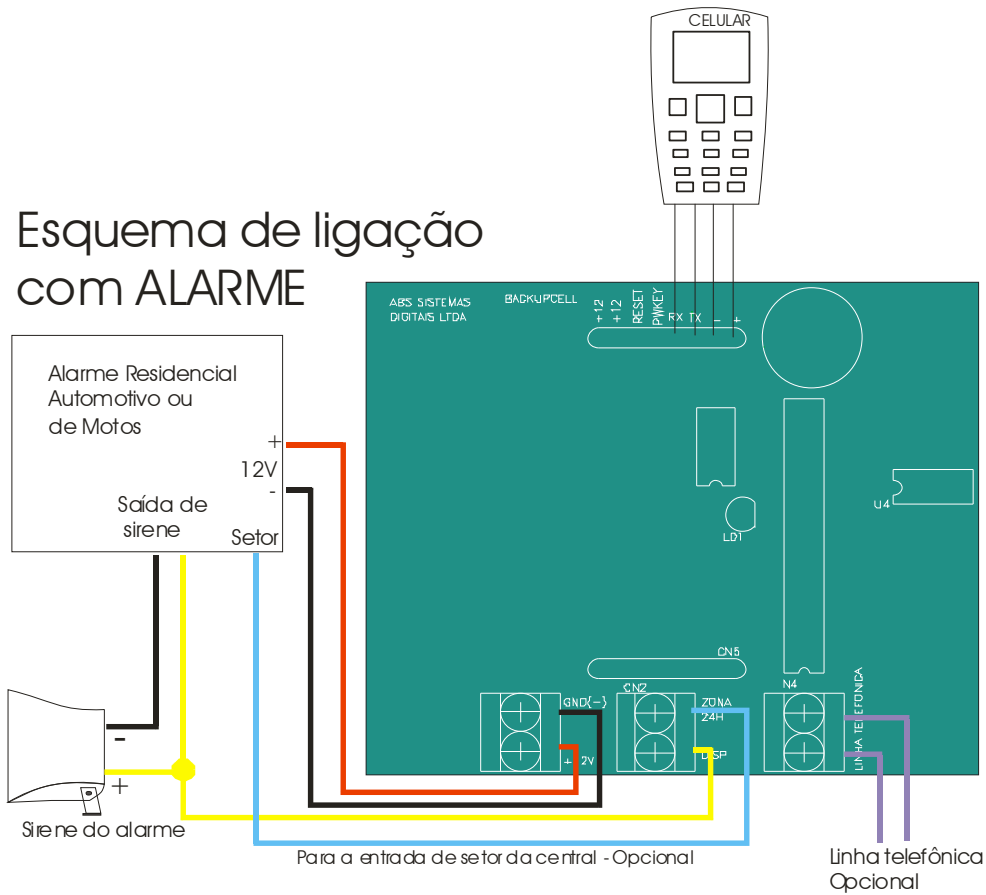 CELULAR
Esquema de ligação
com ALARME
ABS SISTEMAS
DIGITAIS LTDA
BACKUPCELL
+12
+12
RESET
PWKEY
RX TX - +
Alarme Residencial
Automotivo ou
de Motos
+
12V
-
Saída de
sirene
Setor
U4
LD1
CN5
GND(-)
+12V
CN2
ZONA
24H
DISP
N4
LINHA TELEFONICA
-
+
Sirene do alarme
Para a entrada de setor da central - Opcional
Linha telefônica
Opcional